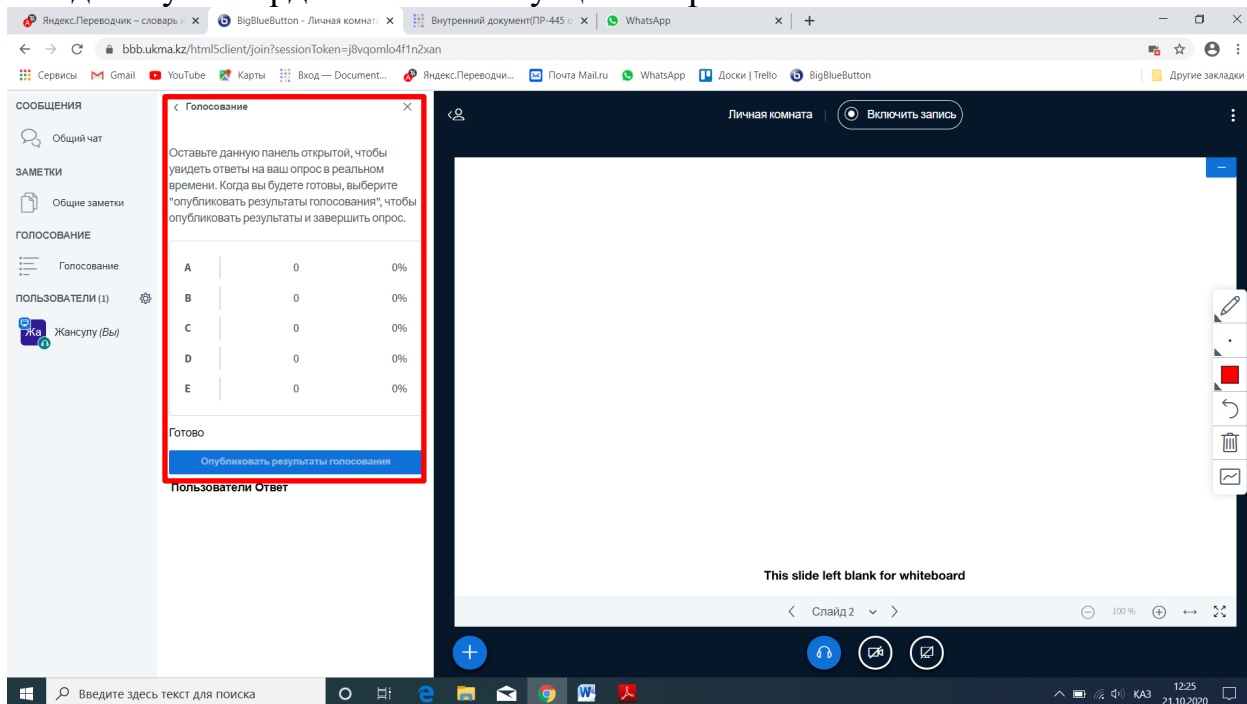 Яндекс.Переводчик – словарь и
BigBlueButton - Личная комната
Внутренний документ(ПР-445 о
WhatsApp
bbb.ukma.kz/html5client/join?sessionToken=j8vqomlo4f1n2xan
Сервисы
Gmail
YouTube
Карты
Вход — Document...
Яндекс.Переводчи...
Почта Mail.ru
WhatsApp
Доски | Trello
BigBlueButton
Другие закладки
СООБЩЕНИЯ
Общий чат
ЗАМЕТКИ
Общие заметки
ГОЛОСОВАНИЕ
Голосование
ПОЛЬЗОВАТЕЛИ (1)
Жа
Жансулу (Вы)
Голосование
Оставьте данную панель открытой, чтобы
увидеть ответы на ваш опрос в реальном
времени. Когда вы будете готовы, выберите
"опубликовать результаты голосования", чтобы
опубликовать результаты и завершить опрос.
A 0 0%
B 0 0%
C 0 0%
D 0 0%
E 0 0%
Готово
Опубликовать результаты голосования
Пользователи Ответ
Личная комната
Включить запись
This slide left blank for whiteboard
Слайд 2
100 %
Введите здесь текст для поиска
ҚАЗ
12:25
21.10.2020